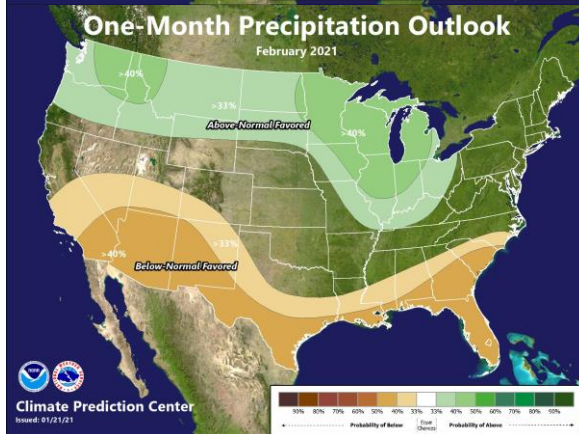 One-Month Precipitation Outlook
February 2021
>40%
>33%
Above-Normal Favored
>40%
>33%
>40%
Below-Normal Favored
Climate Prediction Center
Issued: 01/21/21
90% 80% 70% 60% 50% 40% 33% 33% 40% 50% 60% 70% 80% 90%
Probability of Below
Equal
Chances
Probability of Above